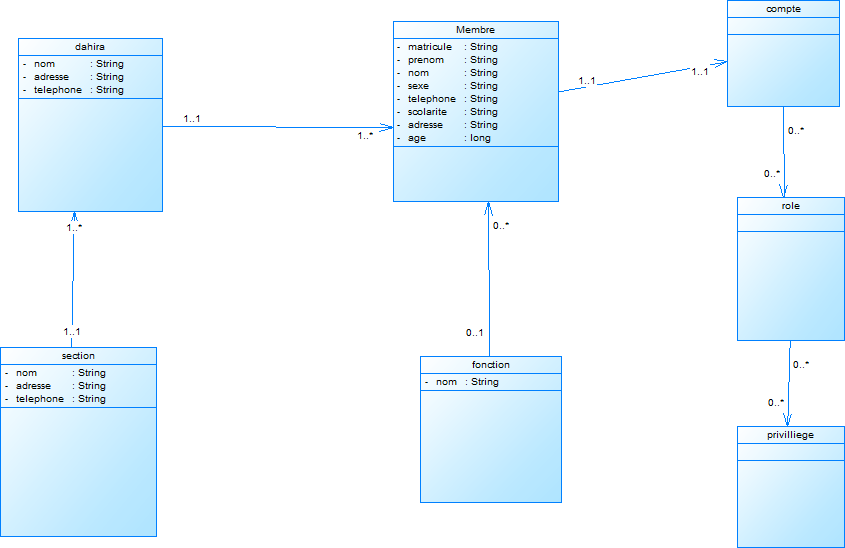 compte
Membre
- matricule : String
- prenom : String
- nom : String
- sexe : String
- telephone : String
- scolarite : String
- adresse : String
- age : long
dahira
- nom : String
- adresse : String
- telephone : String
1..1
1..1
1..1
1..*
0..*
0..*
role
1..*
0..*
1..1
0..1
section
- nom : String
- adresse : String
- telephone : String
fonction
- nom : String
0..*
0..*
privilliege